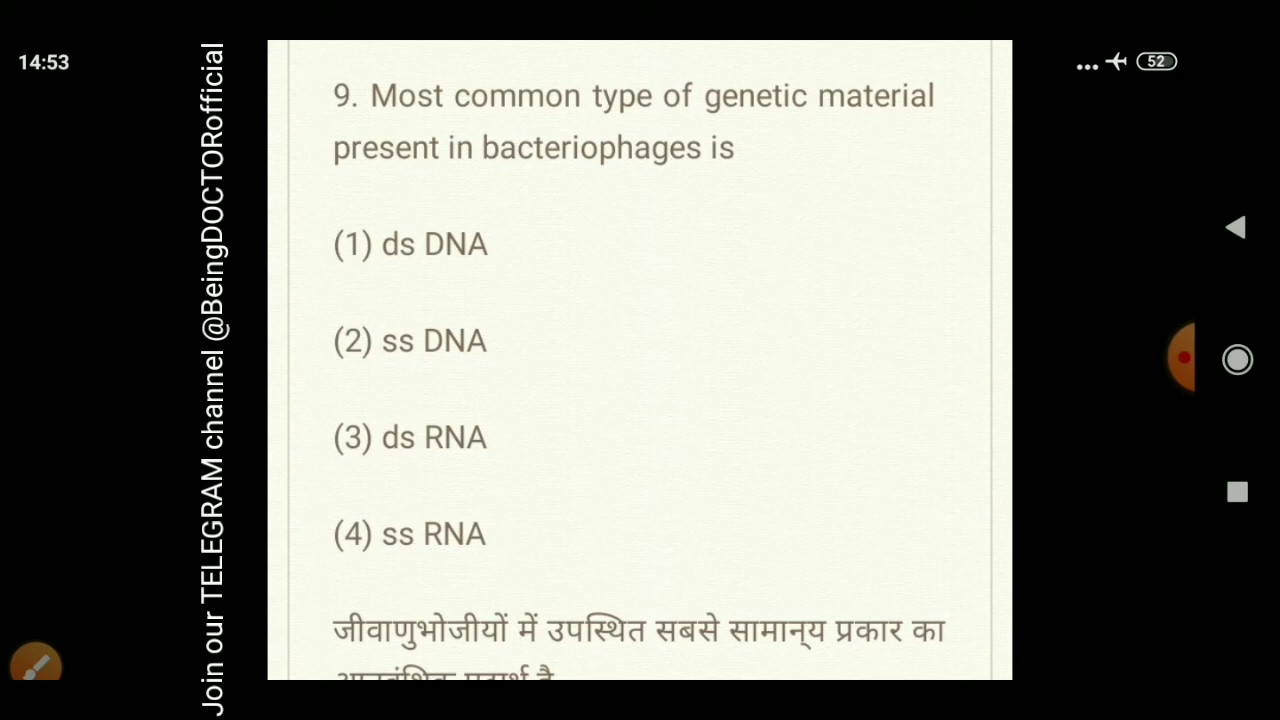 14:53
... 52
Join our TELEGRAM channel @BeingDOCTORofficial
9. Most common type of genetic material
present in bacteriophages is
(1) ds DNA
(2) ss DNA
(3) ds RNA
(4) ss RNA
जीवाणुभोजीयों में उपस्थित सबसे सामान्य प्रकार का